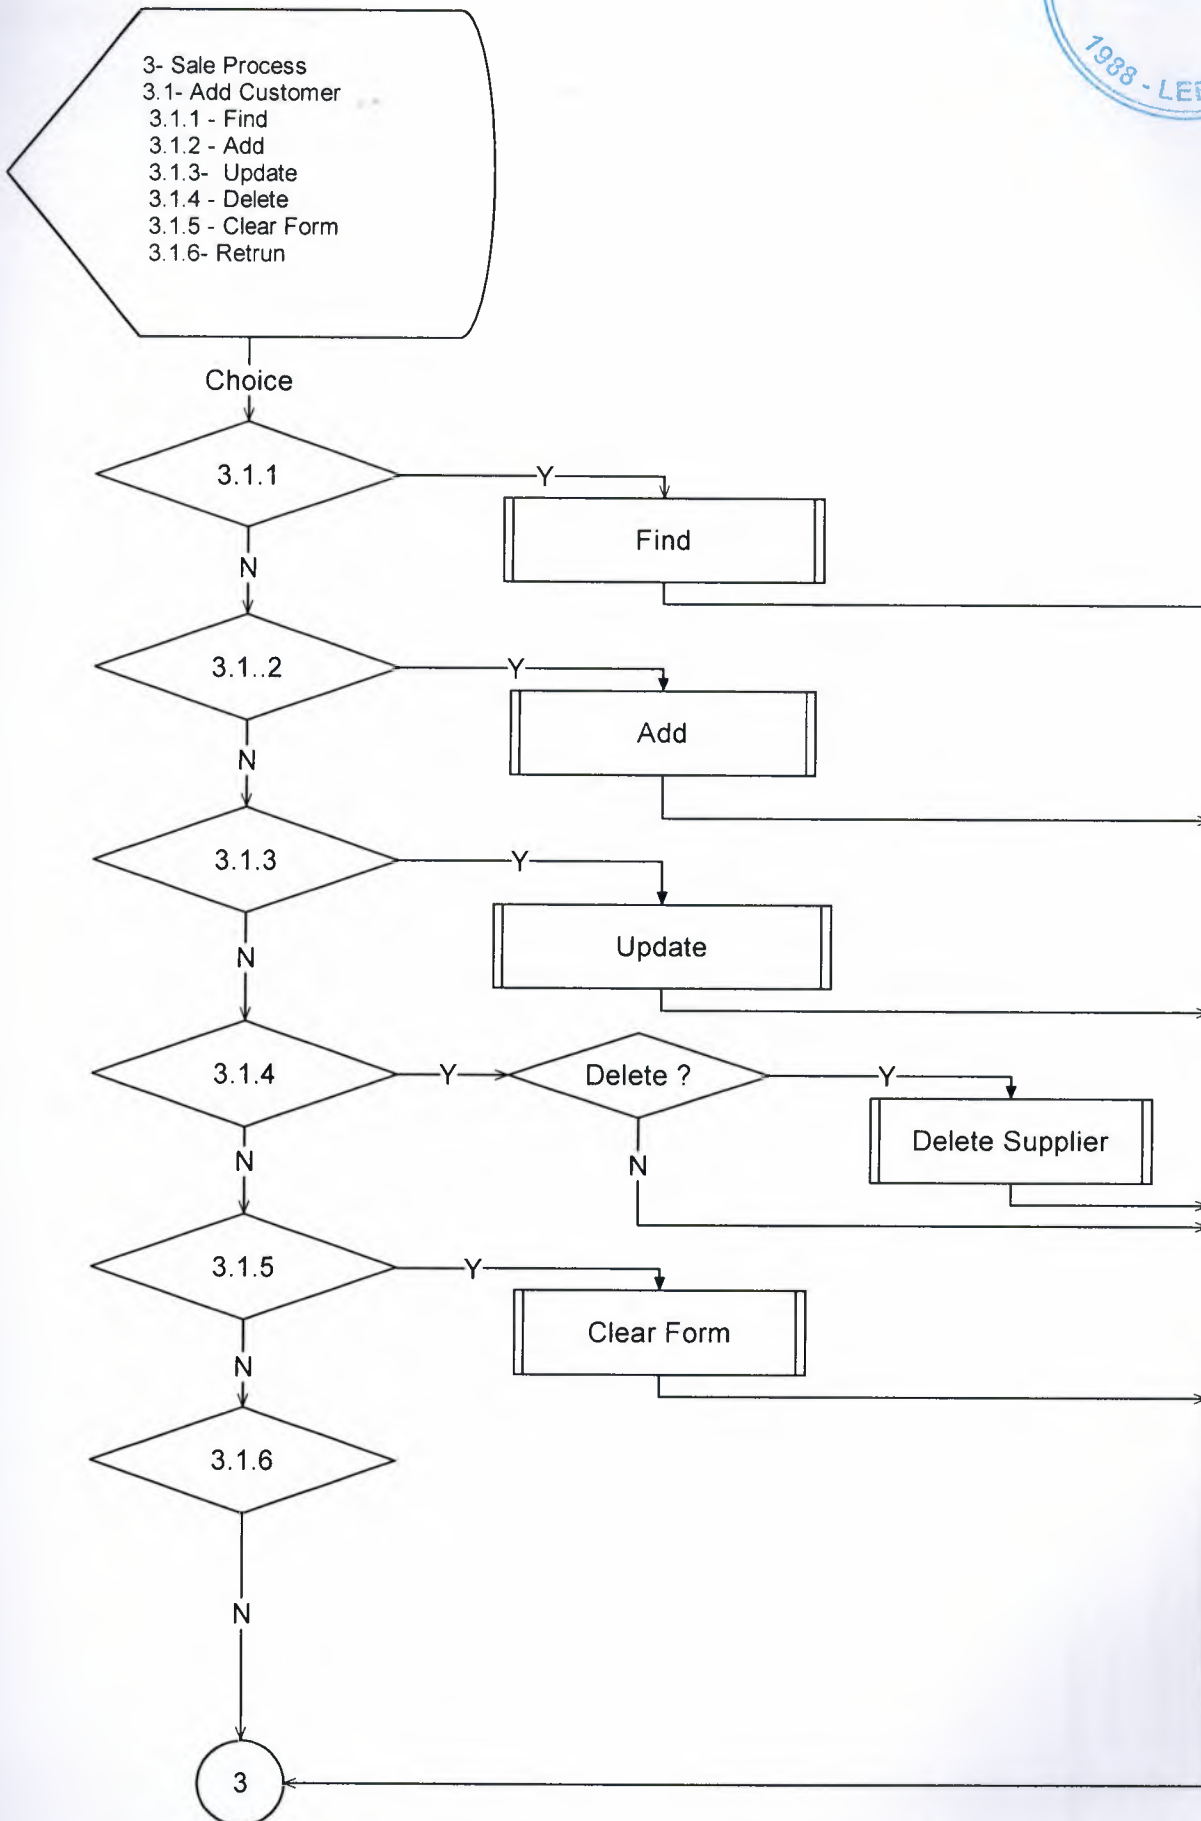 1988 - LE
3- Sale Process
3.1- Add Customer
3.1.1 - Find
3.1.2 - Add
3.1.3- Update
3.1.4 - Delete
3.1.5 - Clear Form
3.1.6- Retrun
Choice
3.1.1
Y
Find
N
3.1..2
Y
Add
N
3.1.3
Y
Update
N
3.1.4
Y
Delete ?
Y
Delete Supplier
N
N
3.1.5
Y
Clear Form
N
3.1.6
N
3